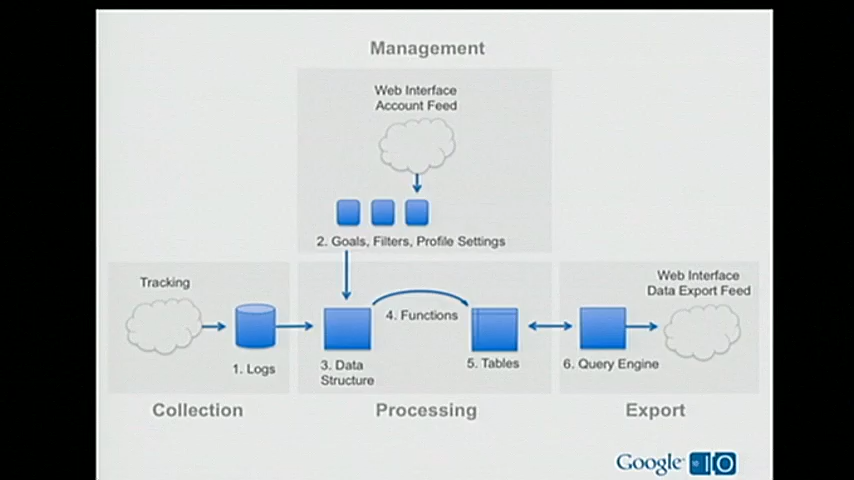 Management
Web Interface
Account Feed
2. Goals, Filters, Profile Settings
Tracking
1. Logs
3. Data
Structure
4. Functions
5. Tables
6. Query Engine
Web Interface
Data Export Feed
Collection
Processing
Export
Google IO